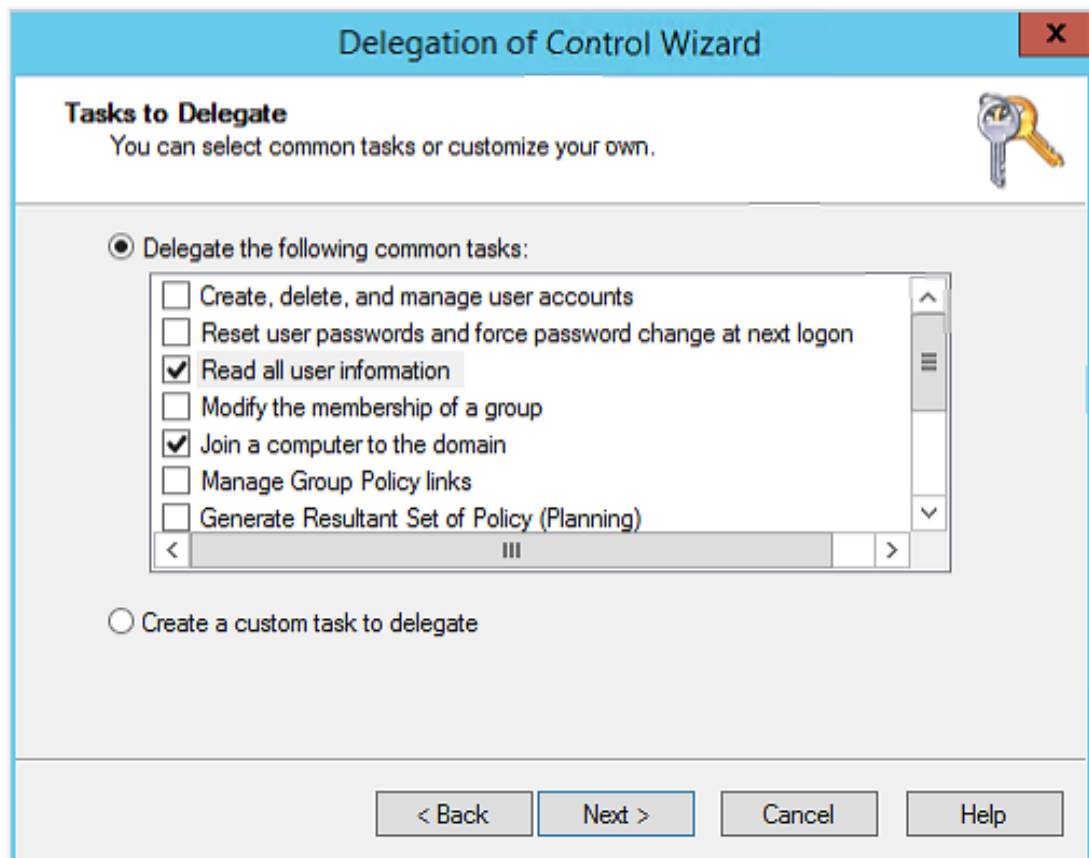 Delegation of Control Wizard
x
Tasks to Delegate
You can select common tasks or customize your own.
Delegate the following common tasks:
Create, delete, and manage user accounts
Reset user passwords and force password change at next logon
Read all user information
Modify the membership of a group
Join a computer to the domain
Manage Group Policy links
Generate Resultant Set of Policy (Planning)
Create a custom task to delegate
< Back Next > Cancel Help